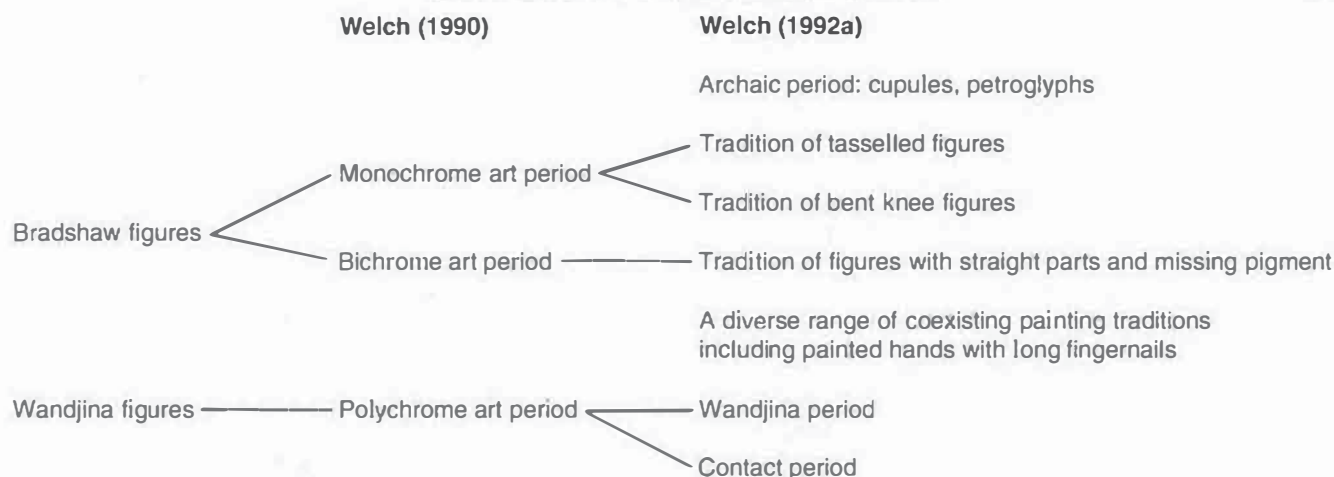 Welch (1990) Welch (1992a)
Archaic period: cupules, petroglyphs
Tradition of tasselled figures
Monochrome art period
Tradition of bent knee figures
Bradshaw figures
Bichrome art period Tradition of figures with straight parts and missing pigment
A diverse range of coexisting painting traditions
including painted hands with long fingernails
Wandjina figures Polychrome art period Wandjina period
Contact period